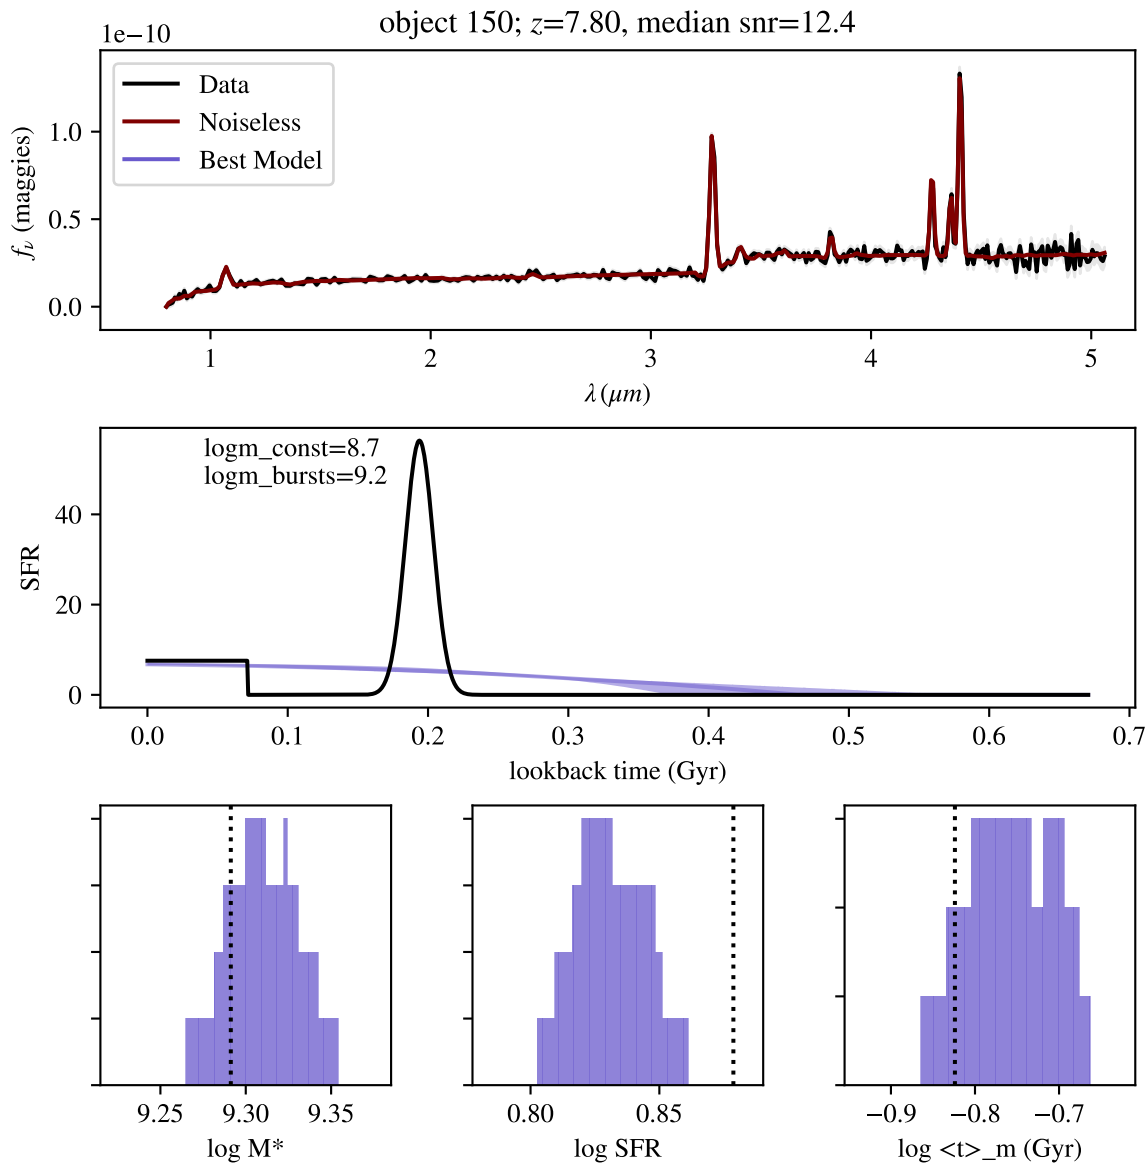 object 150; z=7.80, median snr=12.4
1e−10
Data
Noiseless
Best Model
1.0
0.5
0.0
fν (maggies)
1 2 3 4 5
λ(μm)
logm_const=8.7
logm_bursts=9.2
40
20
0
SFR
0.0 0.1 0.2 0.3 0.4 0.5 0.6 0.7
lookback time (Gyr)
9.25 9.30 9.35
log M*
0.80 0.85
log SFR
−0.9 −0.8 −0.7
log <t>_m (Gyr)